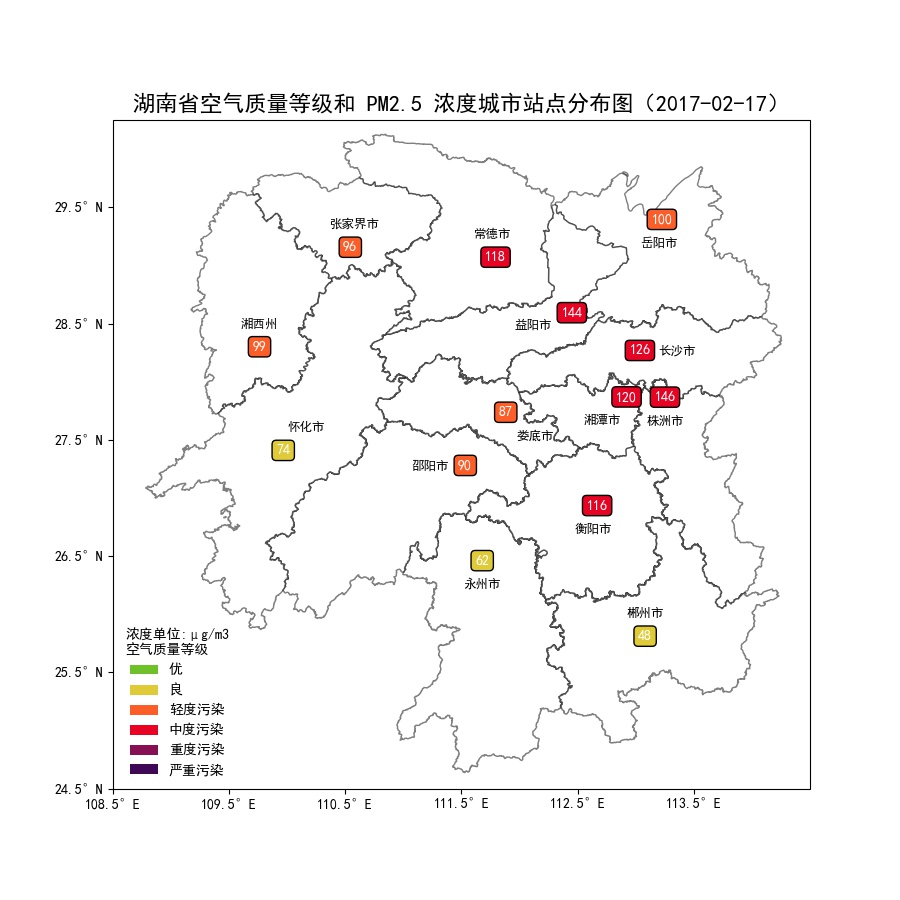 湖南省空气质量等级和 PM2.5 浓度城市站点分布图（2017-02-17）
29.5°N
28.5°N
27.5°N
26.5°N
25.5°N
24.5°N
108.5°E
109.5°E
110.5°E
111.5°E
112.5°E
113.5°E
100
岳阳市
张家界市
96
常德市
118
144
益阳市
湘西州
99
126
长沙市
120
湘潭市
146
株洲市
87
娄底市
怀化市
74
邵阳市
90
116
衡阳市
62
永州市
郴州市
48
浓度单位:μg/m3
空气质量等级
优
良
轻度污染
中度污染
重度污染
严重污染